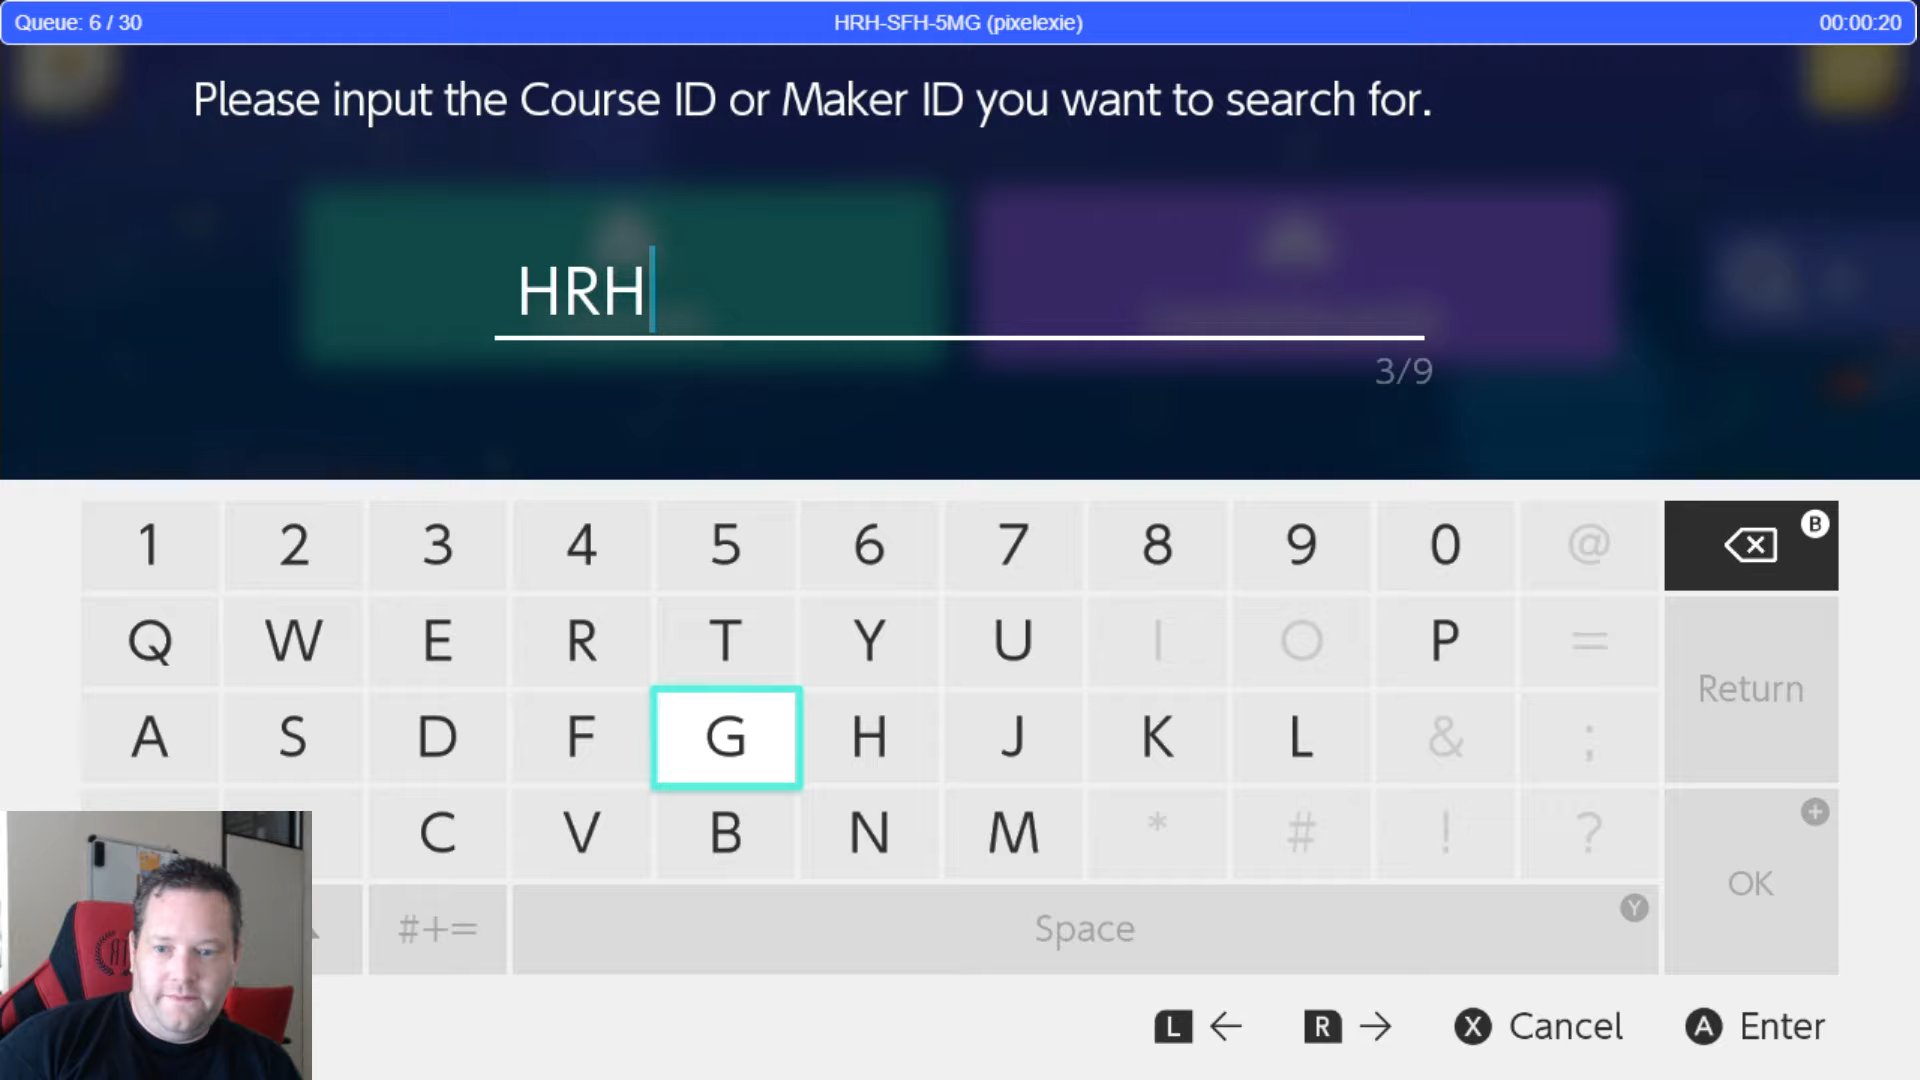 Queue: 6 / 30
HRH-SFH-5MG (pixelexie)
00:00:20
Please input the Course ID or Maker ID you want to search for.
HRH
3/9
1 2 3 4 5 6 7 8 9 0 @ B
Q W E R T Y U I O P =
Return
A S D F G H J K L & ;
C V B N M * # ! ?
OK
#+= Space Y
L ← R → X Cancel A Enter